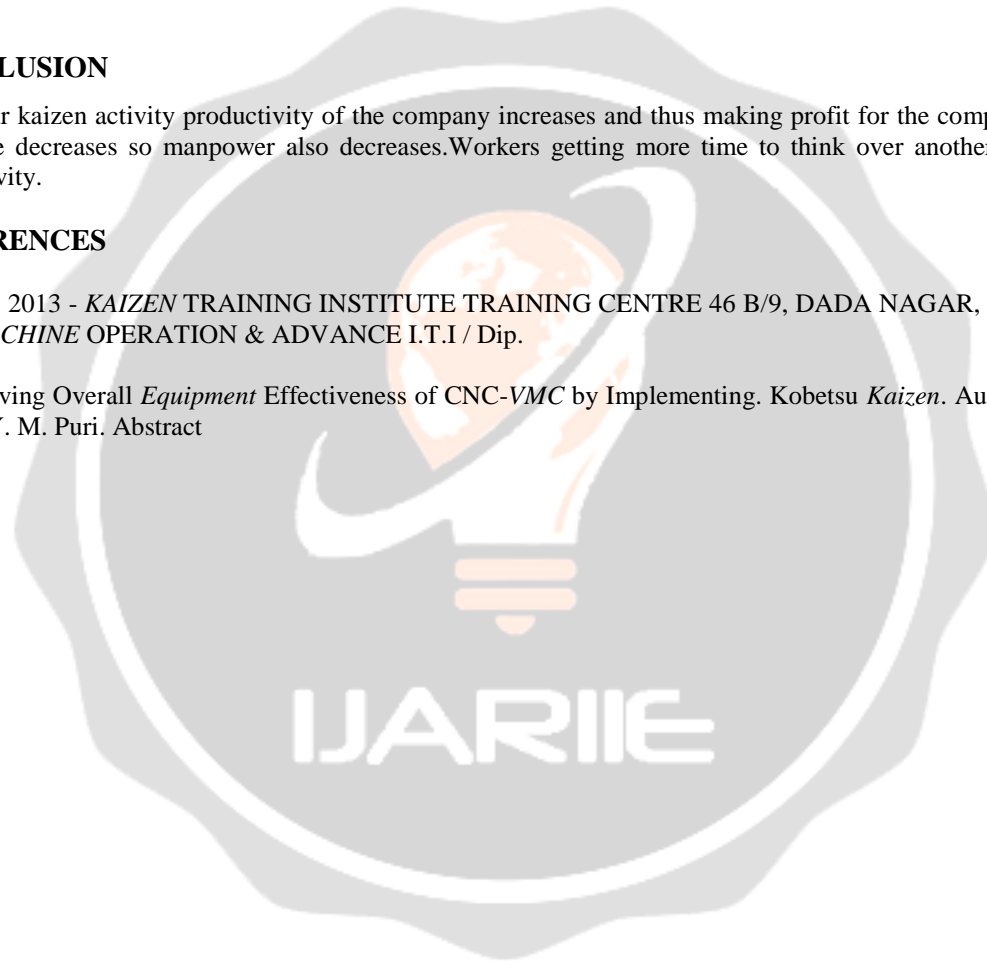 LUSION
r kaizen activity productivity of the company increases and thus making profit for the comp
e decreases so manpower also decreases.Workers getting more time to think over another
vity.
RENCES
2013 - KAIZEN TRAINING INSTITUTE TRAINING CENTRE 46 B/9, DADA NAGAR,
CHINE OPERATION & ADVANCE I.T.I / Dip.
ving Overall Equipment Effectiveness of CNC-VMC by Implementing. Kobetsu Kaizen. Au
. M. Puri. Abstract
IJARIIE